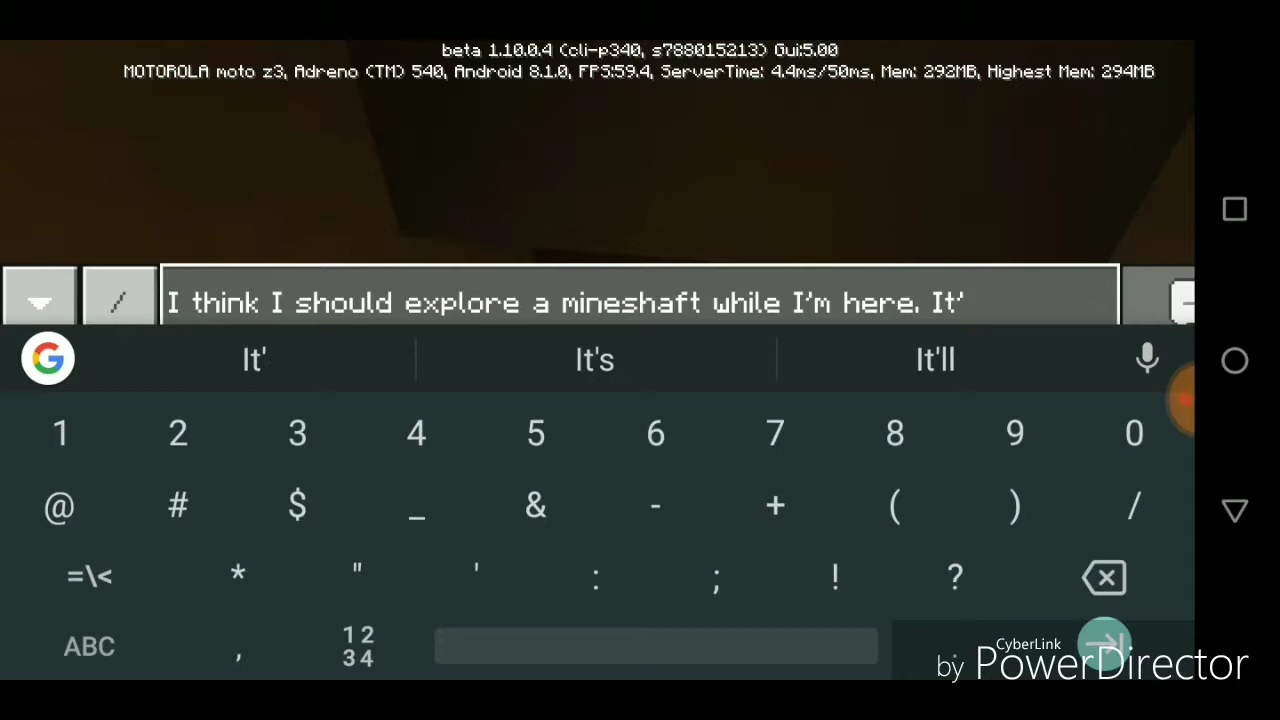 beta 1.10.0.4 (cli-p340, s788015213) Gui:5.00
MOTOROLA moto z3, Adreno (TM) 540, Android 8.1.0, FPS:59.4, ServerTime: 4.4ms/50ms, Mem: 292MB, Highest Mem: 294MB
/ I think I should explore a mineshaft while I'm here. It'
G It' It's It'll
1 2 3 4 5 6 7 8 9 0
@ # $ _ & - + ( ) /
=\< * " ' : ; ! ?
ABC , 12 34 .
CyberLink
by PowerDirector